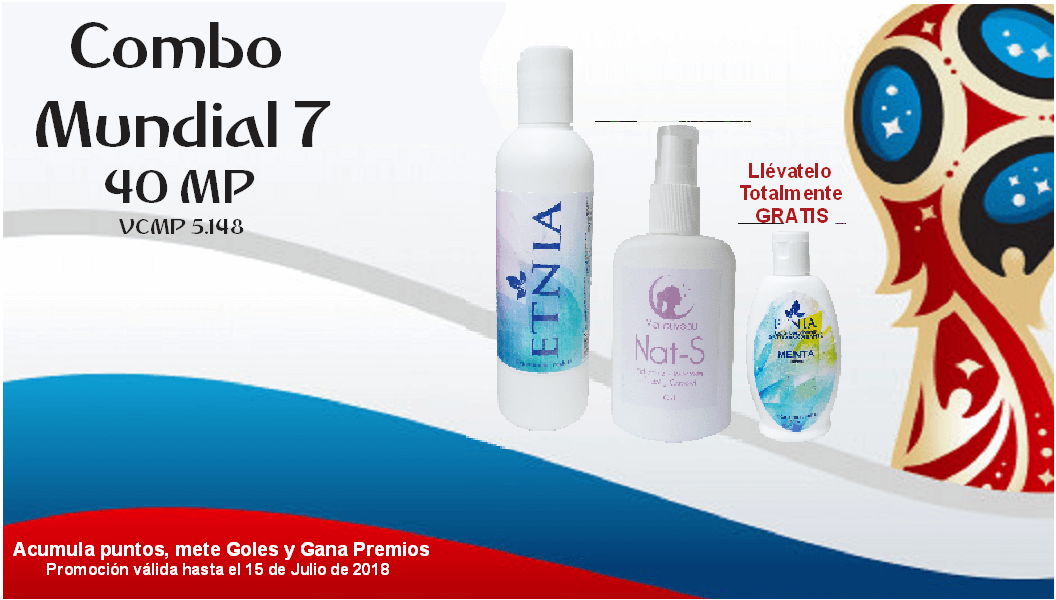 Combo
Mundial 7
40 MP
VCMP 5.148
Llévatelo
Totalmente
GRATIS
ETNIA
Nat-S
ETNIA
MENTA
Acumula puntos, mete Goles y Gana Premios
Promoción válida hasta el 15 de Julio de 2018